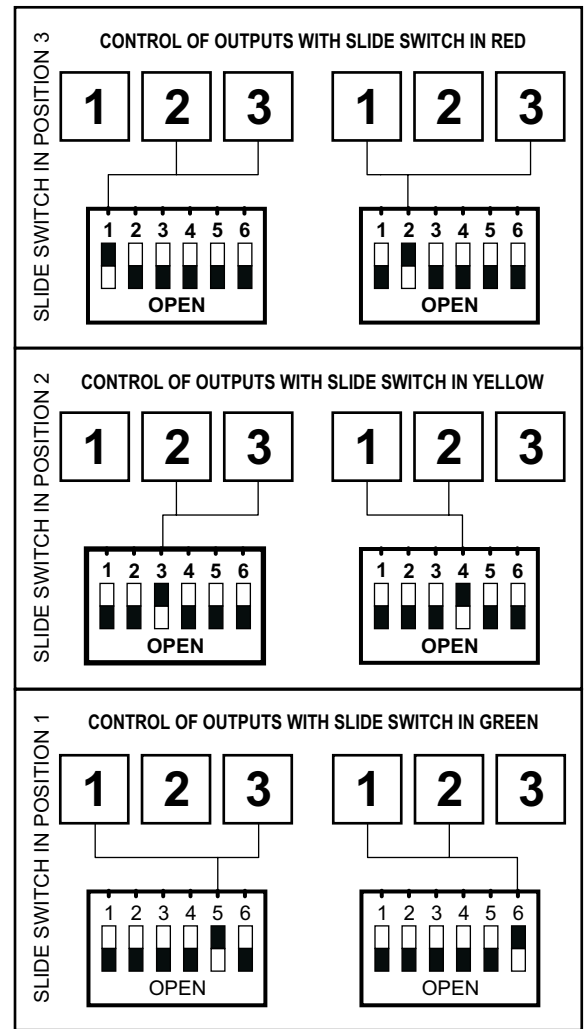 SLIDE SWITCH IN POSITION 3
CONTROL OF OUTPUTS WITH SLIDE SWITCH IN RED
1 2 3 1 2 3
1 2 3 4 5 6 1 2 3 4 5 6
OPEN OPEN
SLIDE SWITCH IN POSITION 2
CONTROL OF OUTPUTS WITH SLIDE SWITCH IN YELLOW
1 2 3 1 2 3
1 2 3 4 5 6 1 2 3 4 5 6
OPEN OPEN
SLIDE SWITCH IN POSITION 1
CONTROL OF OUTPUTS WITH SLIDE SWITCH IN GREEN
1 2 3 1 2 3
1 2 3 4 5 6 1 2 3 4 5 6
OPEN OPEN